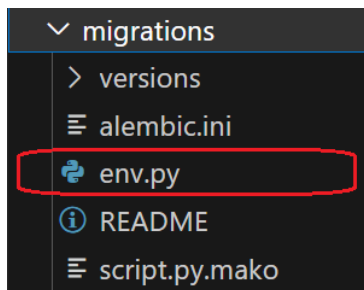 migrations
versions
alembic.ini
env.py
README
script.py.mako